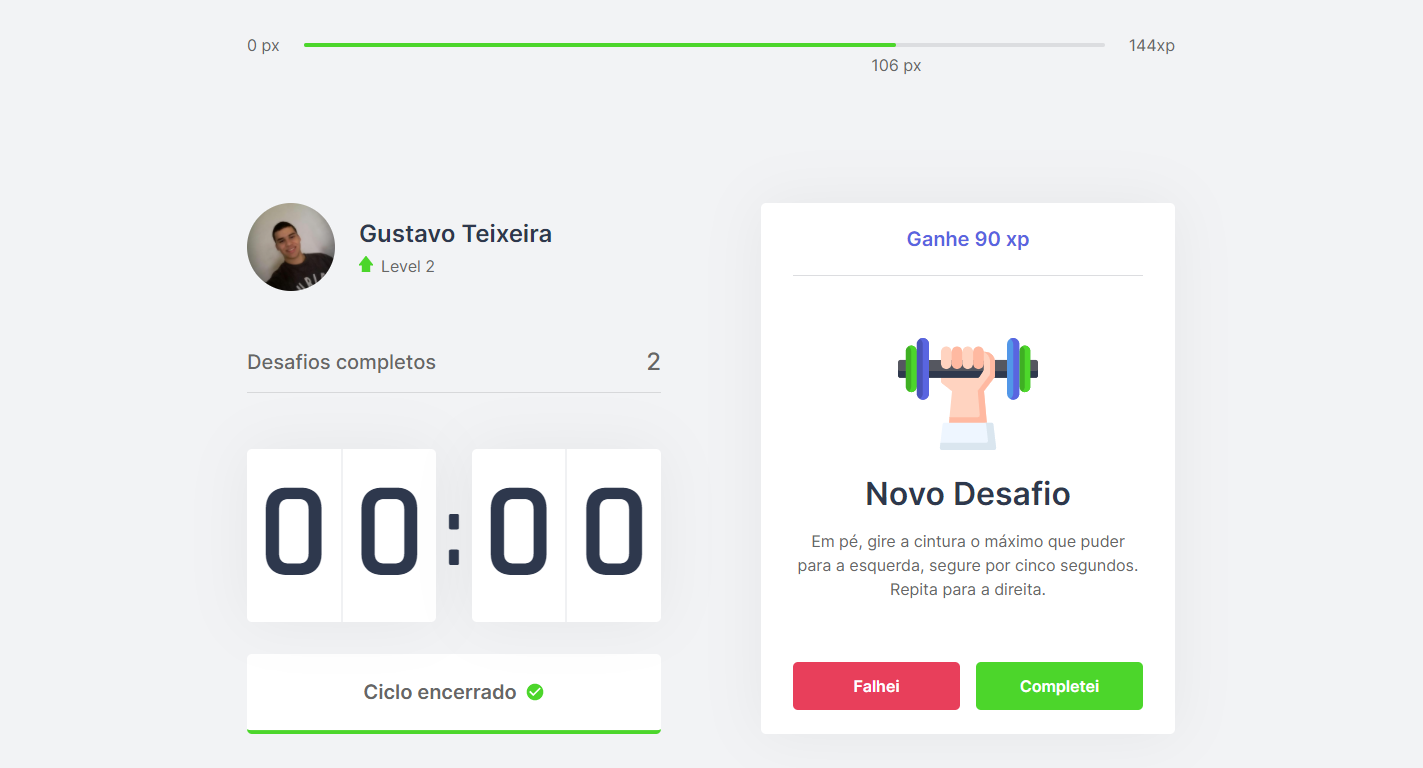 0 px
144xp
106 px
Gustavo Teixeira
Level 2
Desafios completos
2
00:00
Ciclo encerrado
Ganhe 90 xp
Novo Desafio
Em pé, gire a cintura o máximo que puder
para a esquerda, segure por cinco segundos.
Repita para a direita.
Falhei
Completei